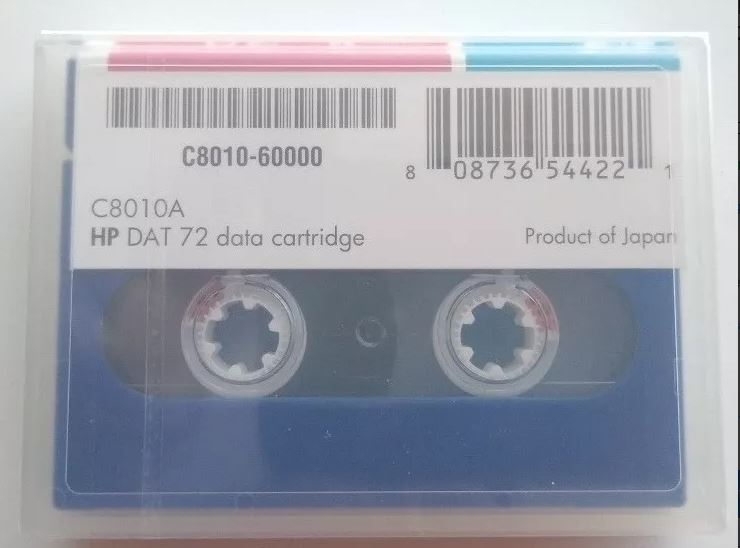 C8010-60000
8 08736 54422 1
C8010A
HP DAT 72 data cartridge
Product of Japan